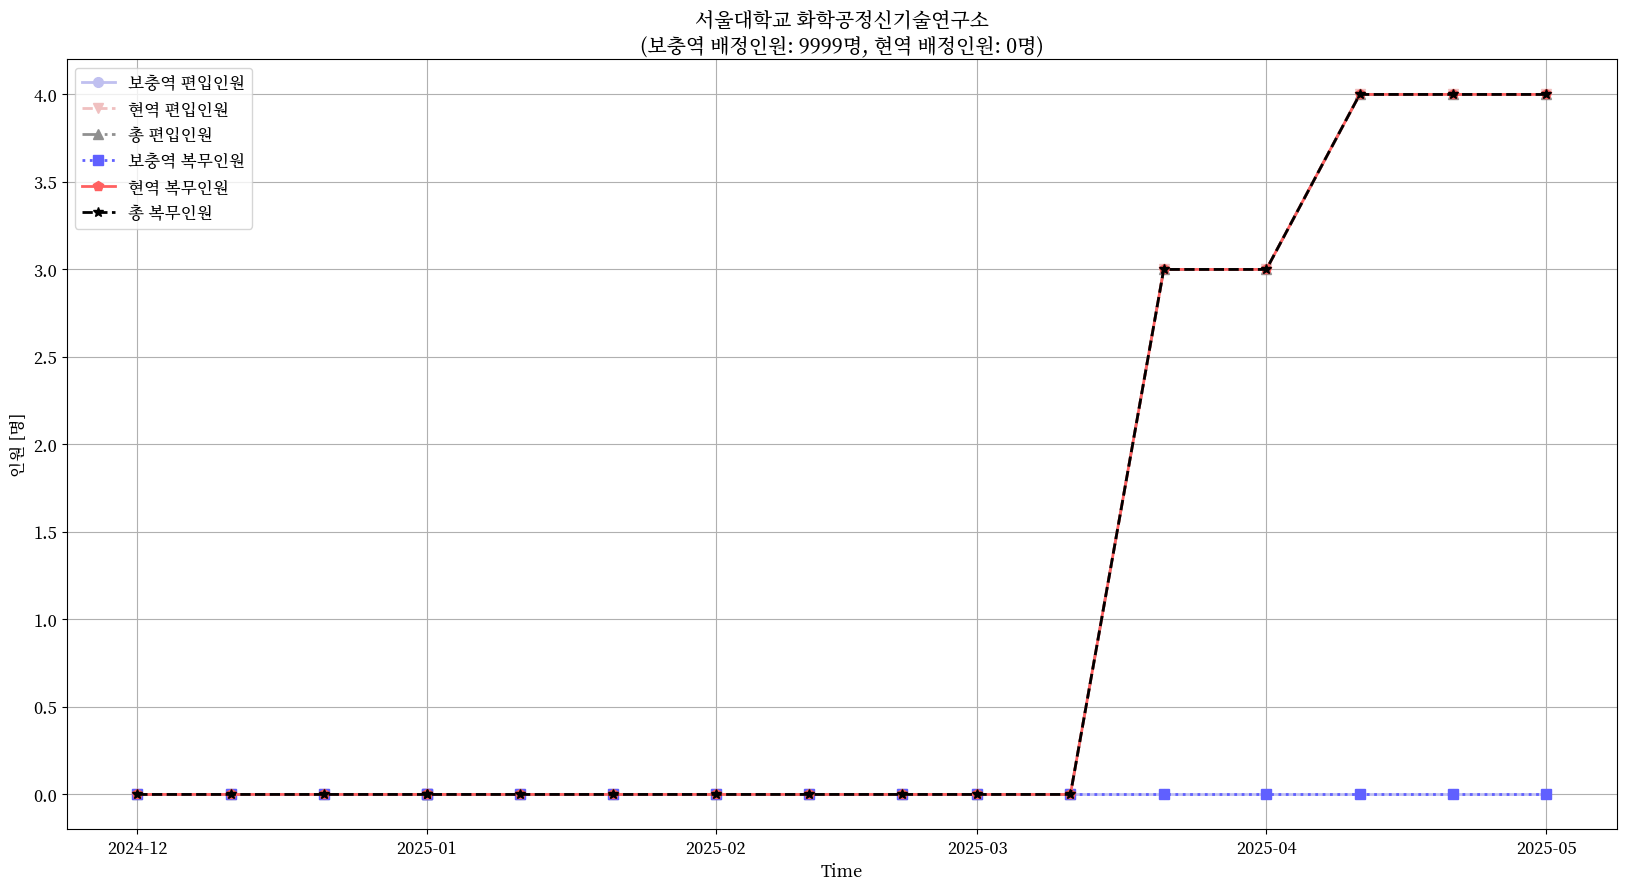 서울대학교 화학공정신기술연구소
(보충역 배정인원: 9999명, 현역 배정인원: 0명)
보충역 편입인원
현역 편입인원
총 편입인원
보충역 복무인원
현역 복무인원
총 복무인원
4.0
3.5
3.0
2.5
2.0
1.5
1.0
0.5
0.0
인원 [명]
2024-12
2025-01
2025-02
2025-03
2025-04
2025-05
Time